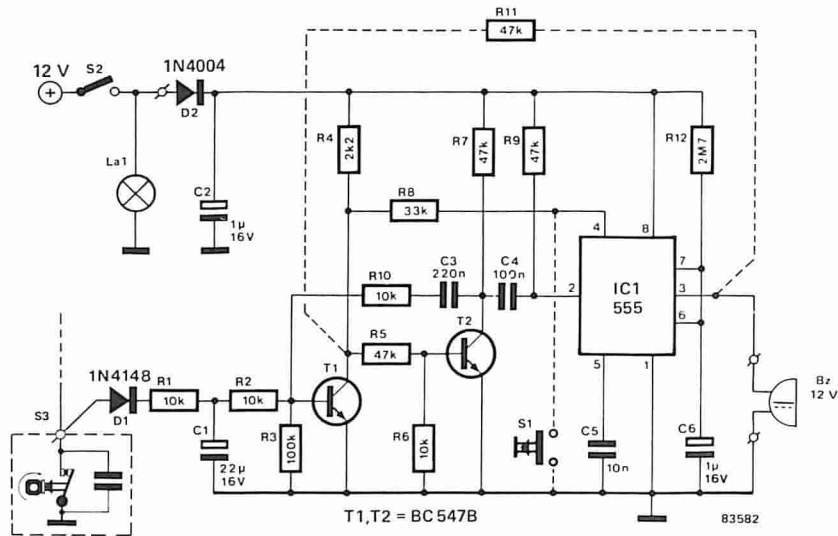 R11
47k
12 V
S2
1N4004
D2
La1
C2
1µ
16V
R4
2k2
R7
47k
R9
47k
R12
2M7
R8
33k
4
8
C3
220n
C4
100n
R10
10k
2
IC1
555
7
3
6
5
1
T2
R5
47k
T1
1N4148
D1
R1
10k
R2
10k
S3
C1
22µ
16V
R3
100k
R6
10k
S1
C5
10n
C6
1µ
16V
Bz
12 V
T1,T2 = BC547B
83582